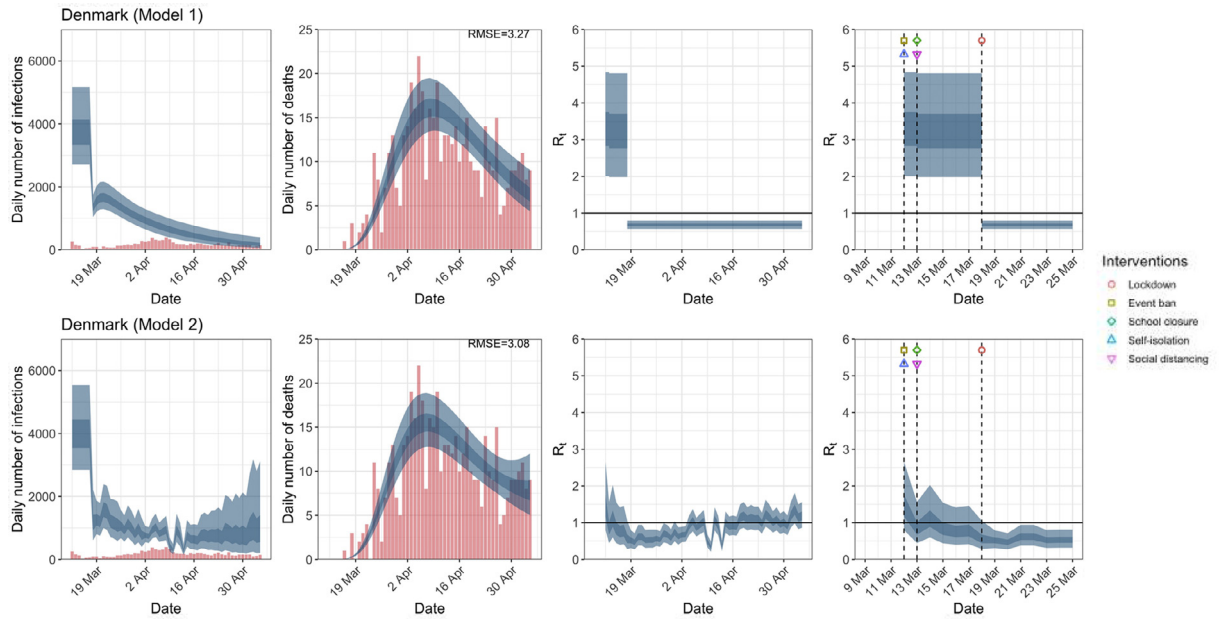 Denmark (Model 1)
Daily number of infections
6000
4000
2000
0
19 Mar
2 Apr
16 Apr
30 Apr
Date
RMSE=3.27
Daily number of deaths
25
20
15
10
5
0
19 Mar
2 Apr
16 Apr
30 Apr
Date
Rt
6
5
4
3
2
1
0
19 Mar
2 Apr
16 Apr
30 Apr
Date
Rt
6
5
4
3
2
1
0
9 Mar
11 Mar
13 Mar
15 Mar
17 Mar
19 Mar
21 Mar
23 Mar
25 Mar
Date
Interventions
Lockdown
Event ban
School closure
Self-isolation
Social distancing
Denmark (Model 2)
Daily number of infections
6000
4000
2000
0
19 Mar
2 Apr
16 Apr
30 Apr
Date
RMSE=3.08
Daily number of deaths
25
20
15
10
5
0
19 Mar
2 Apr
16 Apr
30 Apr
Date
Rt
6
5
4
3
2
1
0
19 Mar
2 Apr
16 Apr
30 Apr
Date
Rt
6
5
4
3
2
1
0
9 Mar
11 Mar
13 Mar
15 Mar
17 Mar
19 Mar
21 Mar
23 Mar
25 Mar
Date